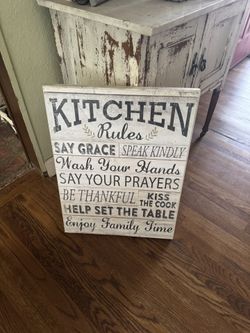 KITCHEN
Rules
SAY GRACE SPEAK KINDLY
Wash Your Hands
SAY YOUR PRAYERS
BE THANKFUL KISS THE COOK
HELP SET THE TABLE
Enjoy Family Time